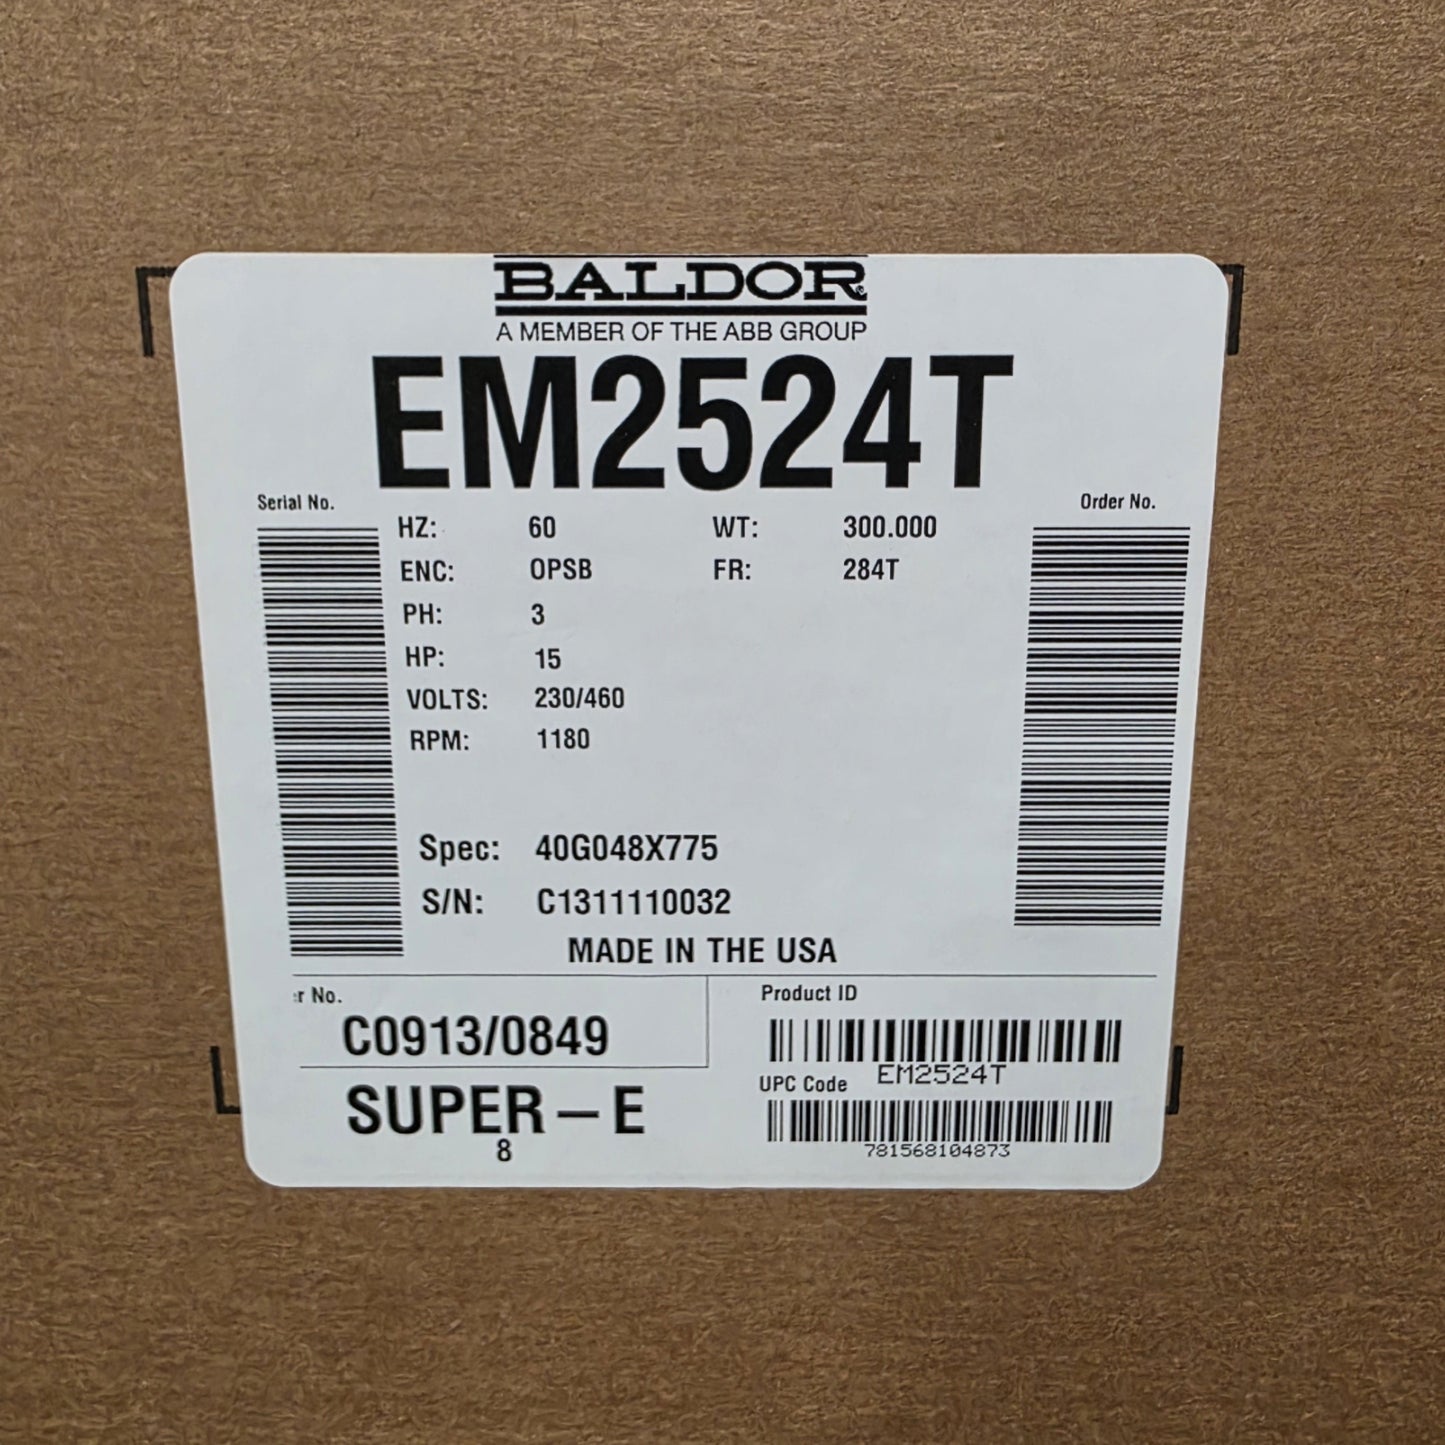 BALDOR
A MEMBER OF THE ABB GROUP
EM2524T
Serial No.
Order No.
HZ: 60 WT: 300.000
ENC: OPSB FR: 284T
PH: 3
HP: 15
VOLTS: 230/460
RPM: 1180
Spec: 40G048X775
S/N: C1311110032
MADE IN THE USA
r No.
C0913/0849
SUPER – E
8
Product ID
EM2524T
UPC Code
781568104873